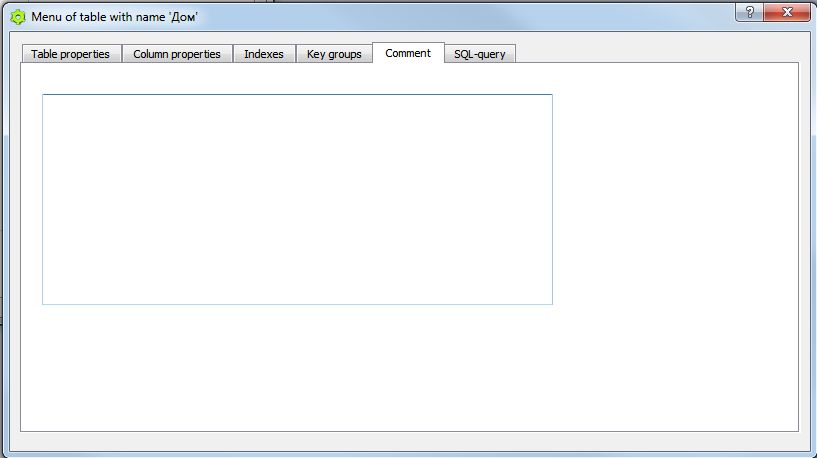 Menu of table with name 'Дом'
Table properties
Column properties
Indexes
Key groups
Comment
SQL-query